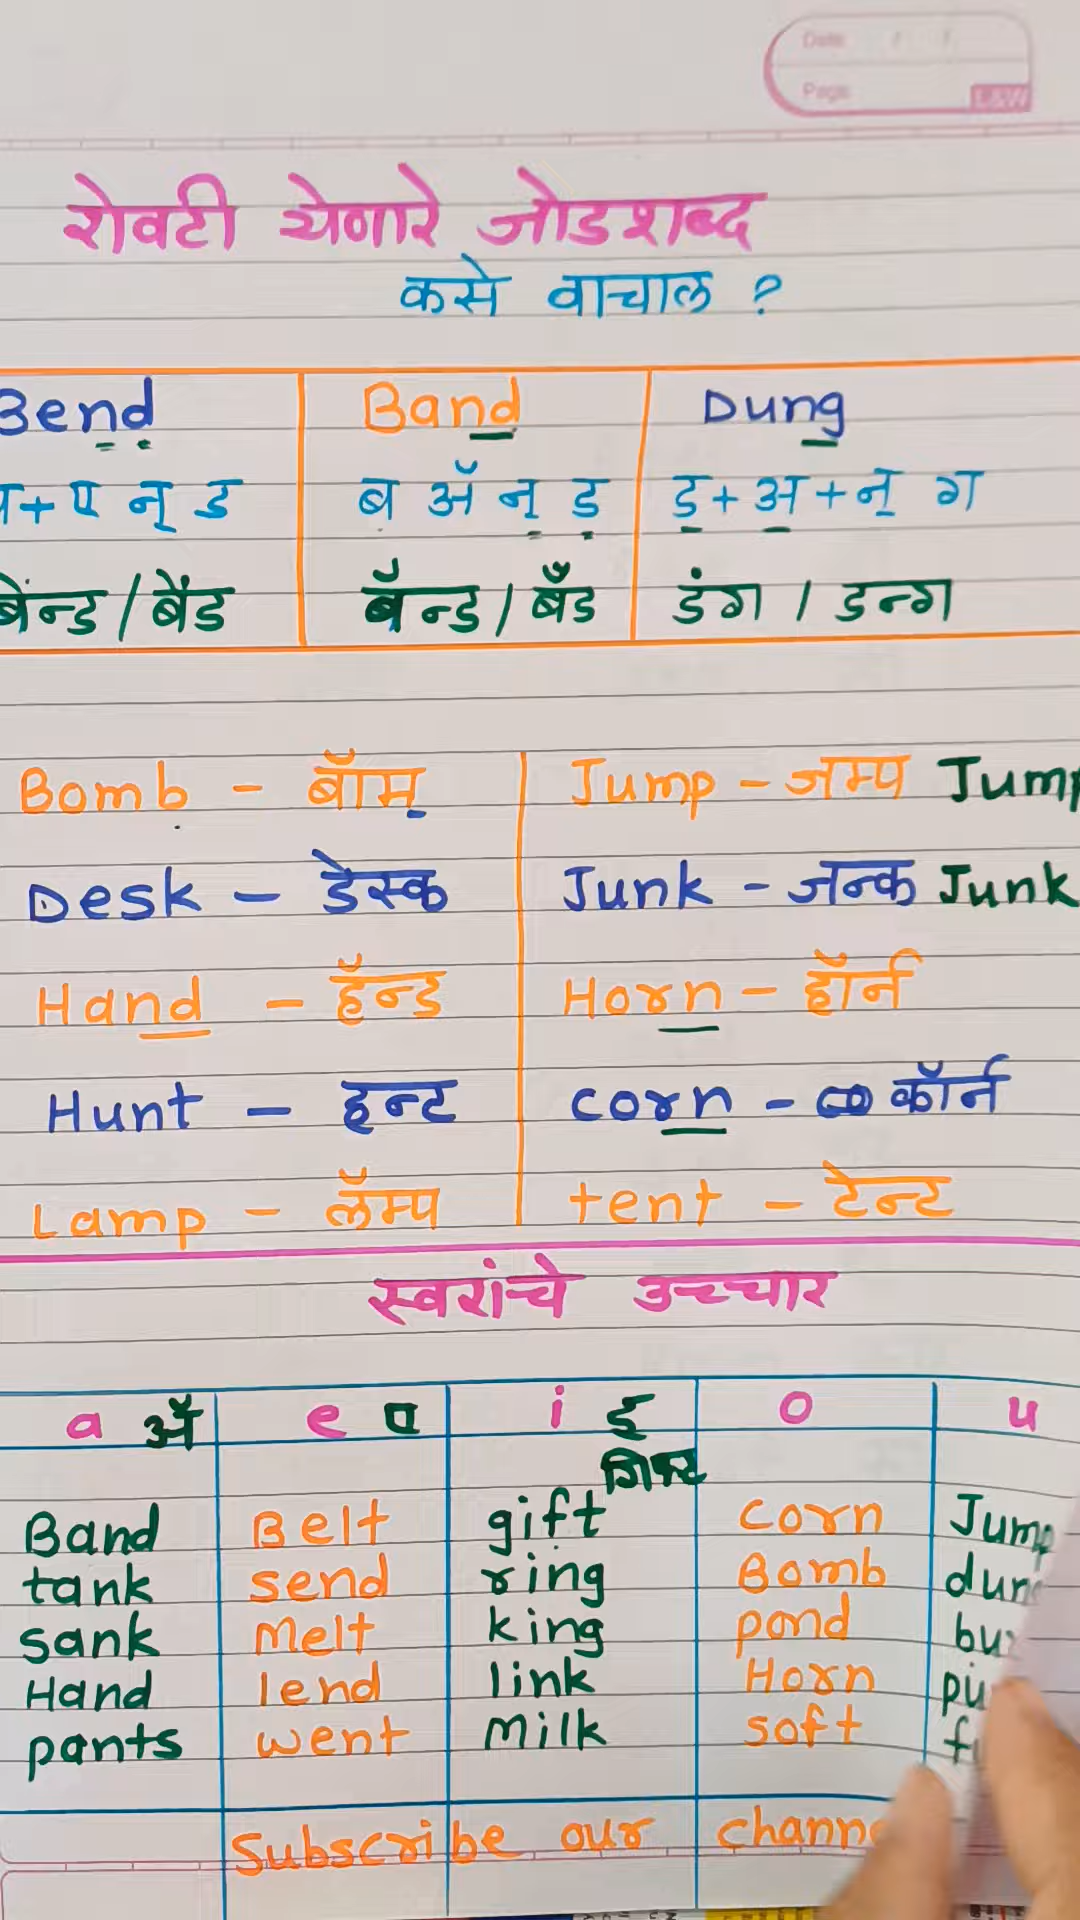 Date / /
Page
शेवटी येणारे जोडशब्द
कसे वाचाल ?
Bend Band Dung
+ ए न् ड ब ॲ न् ड् ड् + अ + न् ग
बेन्ड / बेंड बॅन्ड / बँड डंग / डन्ग
Bomb - बॉम् Jump - जम्प Jump
Desk - डेस्क Junk - जन्क Junk
Hand - हॅन्ड Horn - हॉर्न
Hunt - हन्ट corn - कॉर्न
Lamp - लॅम्प tent - टेन्ट
स्वरांचे उच्चार
a ॲ e ए i इ o u
गिफ्ट
Band Belt gift corn Jump
tank send ring Bomb
sank Melt king pond
Hand lend link Horn
pants went Milk soft
Subscribe our